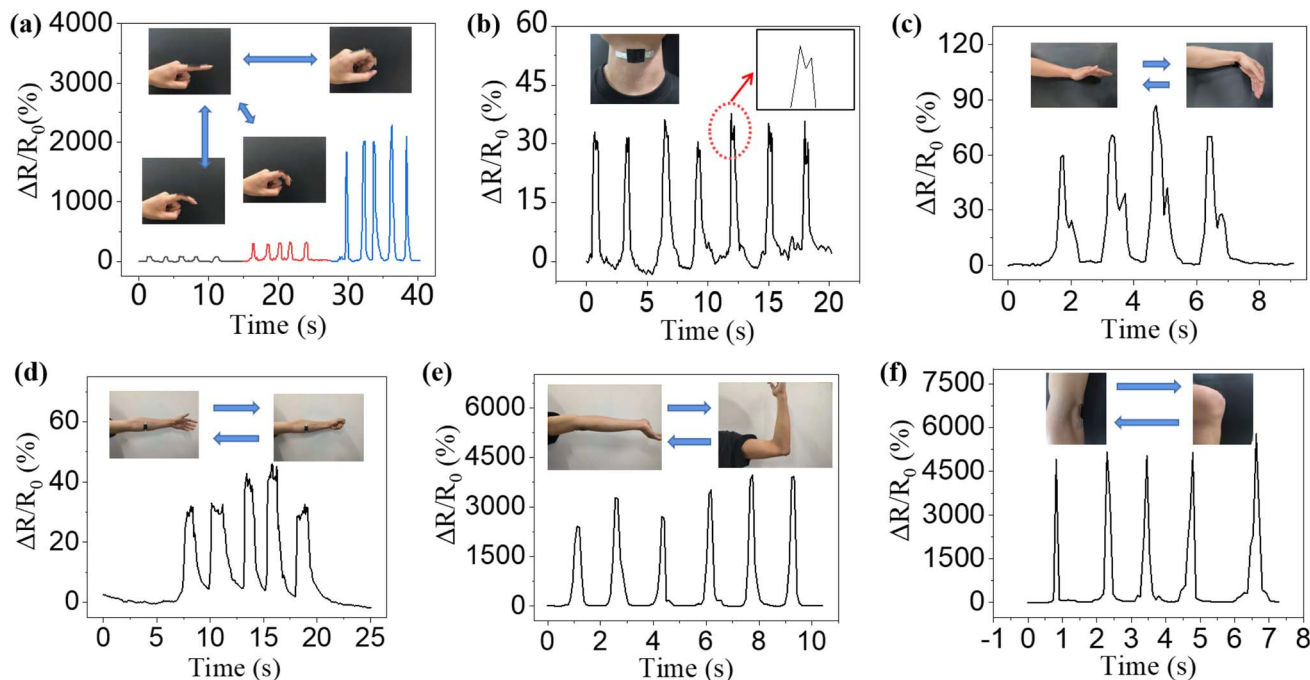 (a)
ΔR/R0(%)
4000
3000
2000
1000
0
0 10 20 30 40
Time (s)
(b)
ΔR/R0 (%)
60
45
30
15
0
0 5 10 15 20
Time (s)
(c)
ΔR/R0 (%)
120
90
60
30
0
0 2 4 6 8
Time (s)
(d)
ΔR/R0 (%)
60
40
20
0
0 5 10 15 20 25
Time (s)
(e)
ΔR/R0 (%)
6000
4500
3000
1500
0
0 2 4 6 8 10
Time (s)
(f)
ΔR/R0 (%)
7500
6000
4500
3000
1500
0
-1 0 1 2 3 4 5 6 7 8
Time (s)